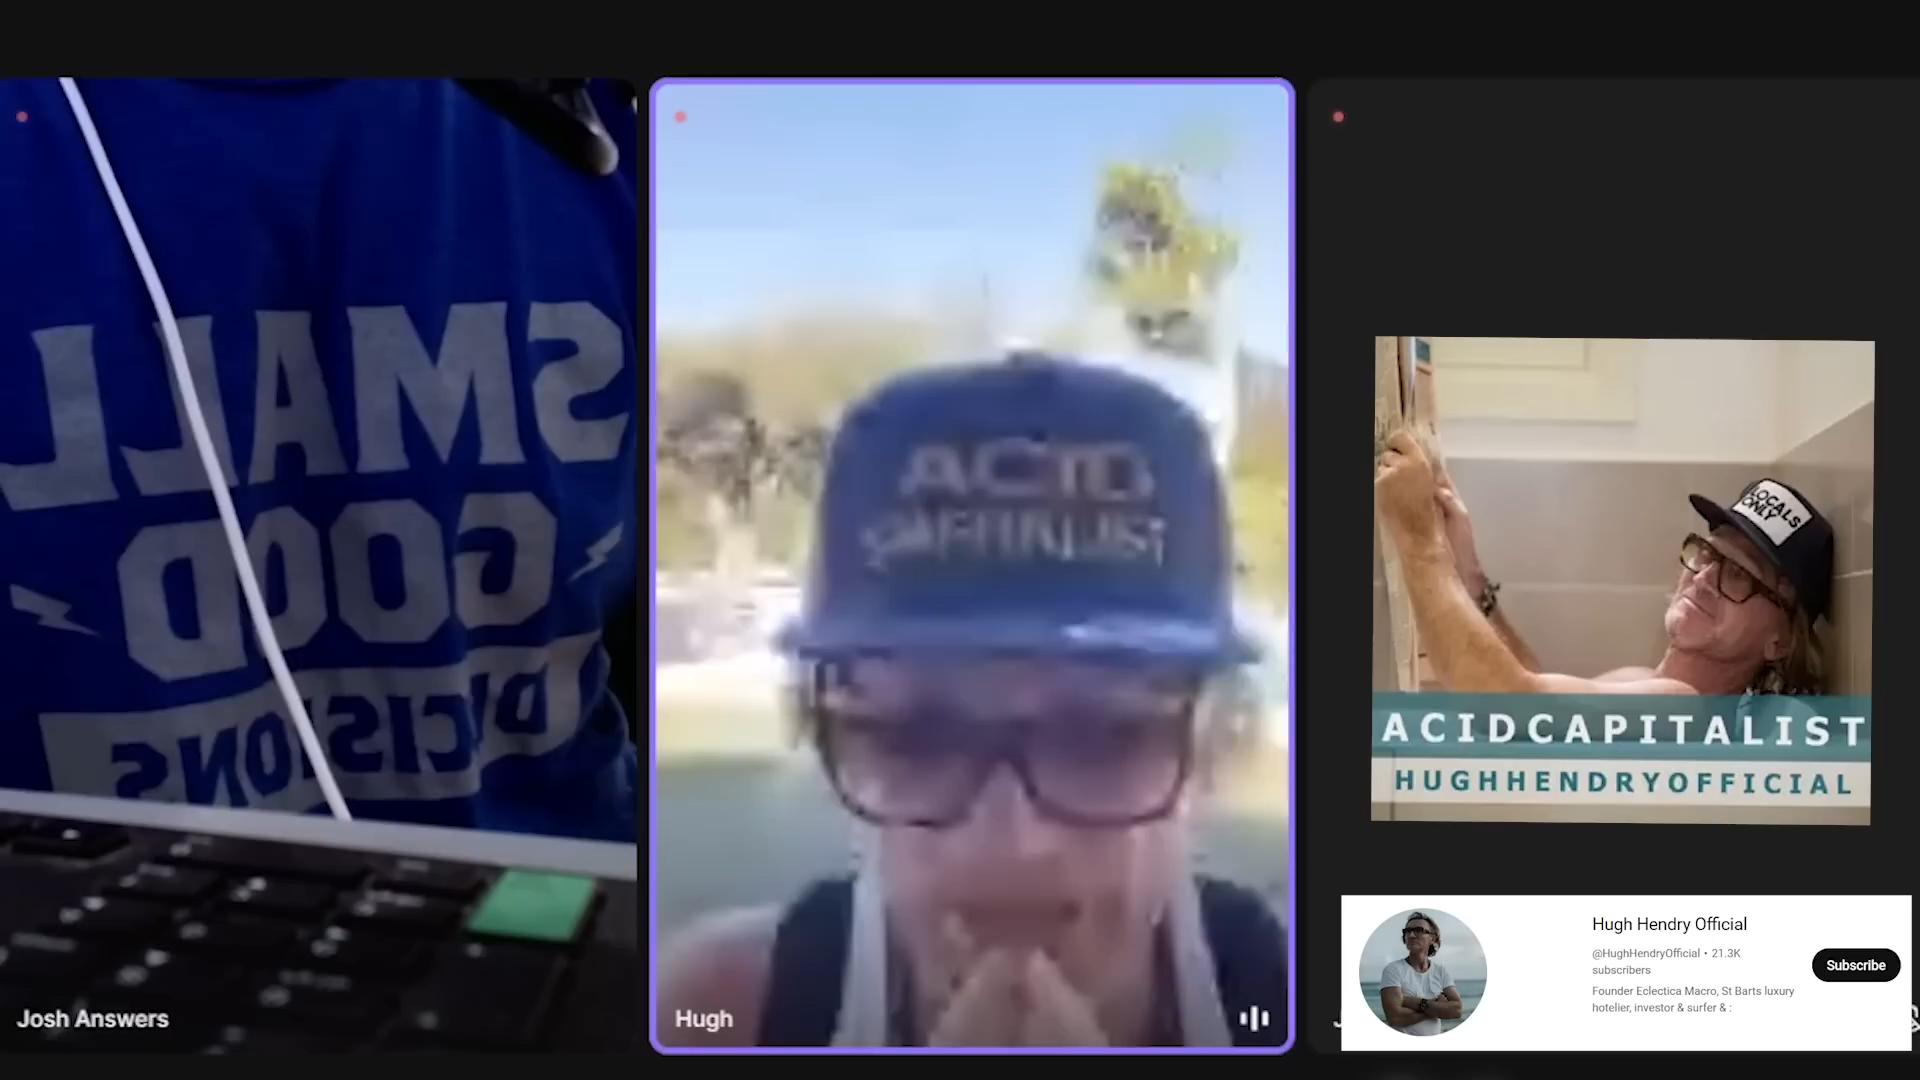 SMALL
GOOD
DECISIONS
Josh Answers
ACID
CAPITALIST
Hugh
LOCALS
ONLY
ACIDCAPITALIST
HUGHHENDRYOFFICIAL
Hugh Hendry Official
@HughHendryOfficial • 21.3K
subscribers
Subscribe
Founder Eclectica Macro, St Barts luxury
hotelier, investor & surfer & :